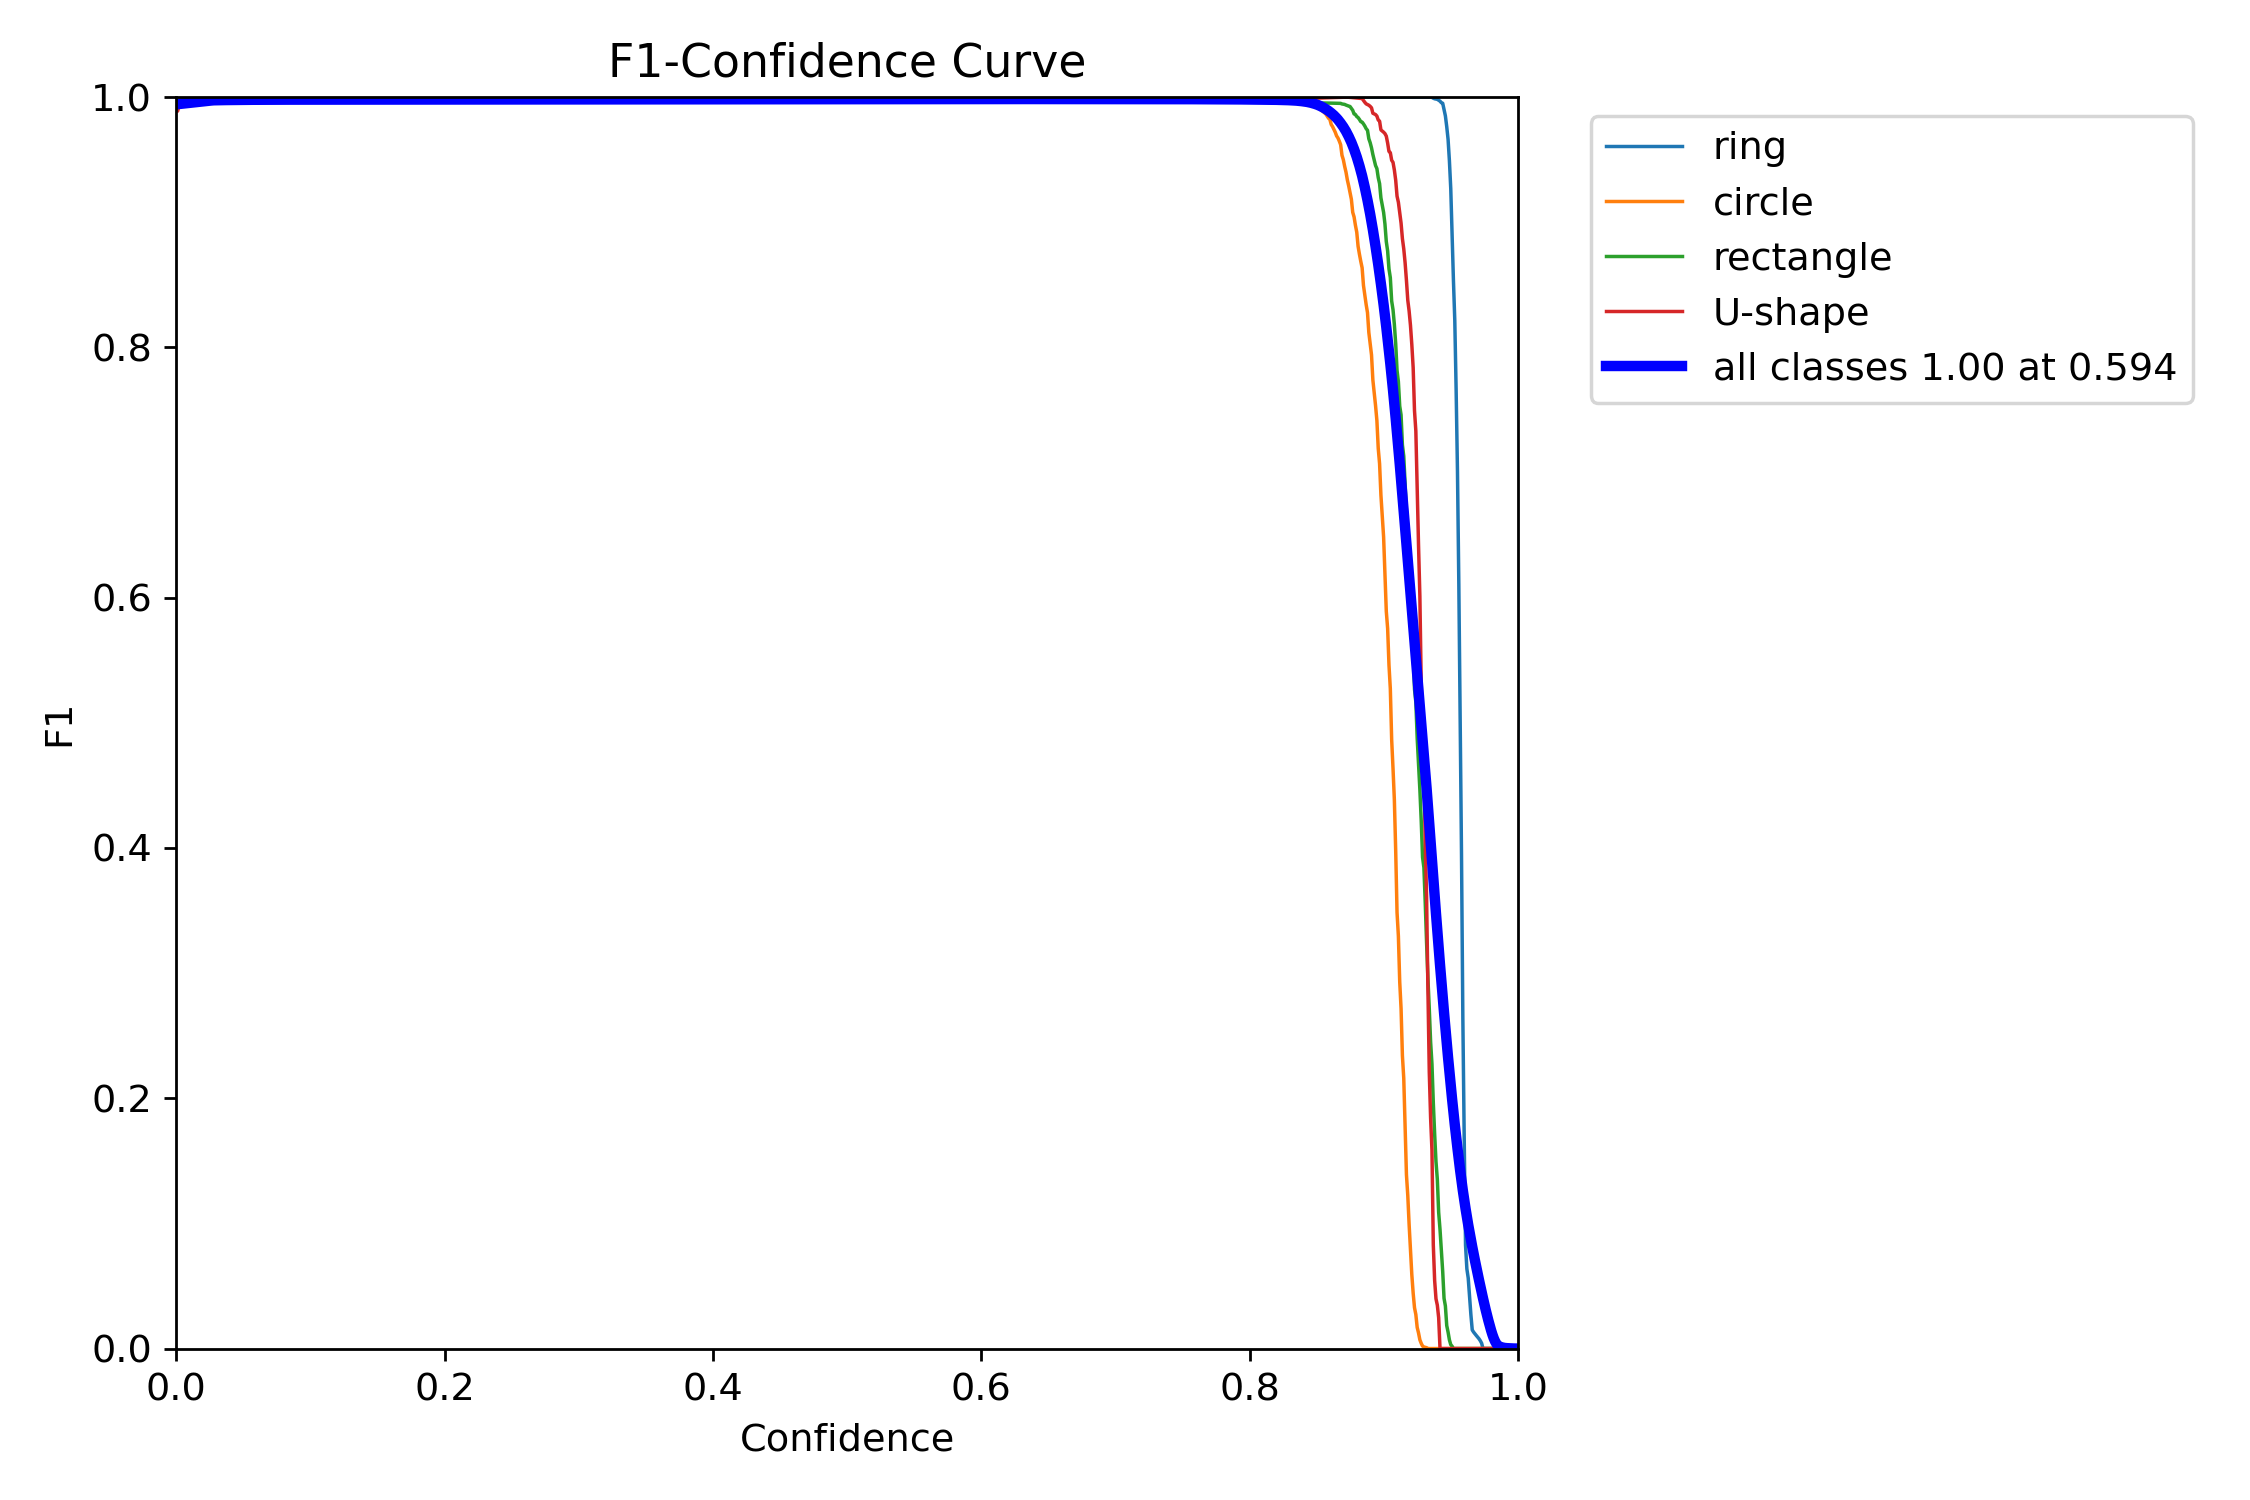 F1-Confidence Curve
1.0
0.8
0.6
0.4
0.2
0.0
F1
0.0 0.2 0.4 0.6 0.8 1.0
Confidence
ring
circle
rectangle
U-shape
all classes 1.00 at 0.594